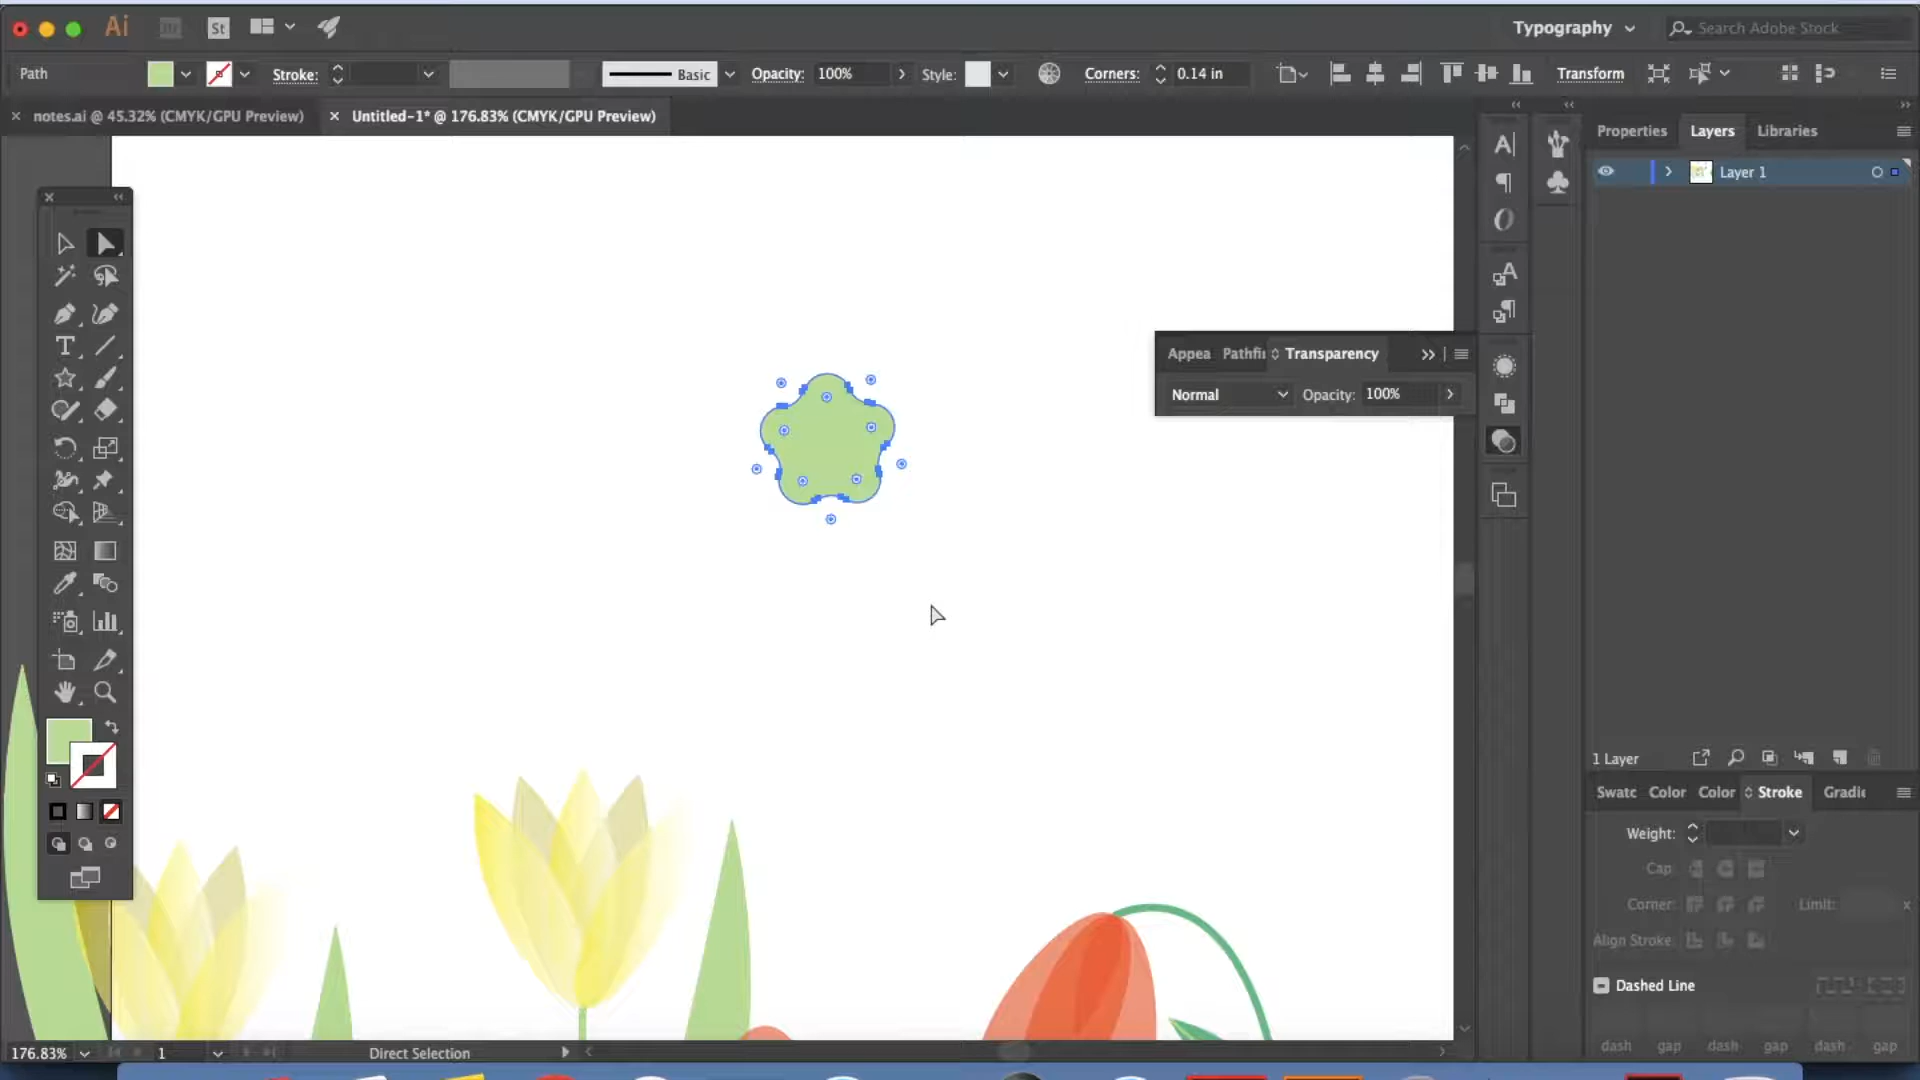 Ai
St
Typography
Search Adobe Stock
Path
Stroke:
Basic
Opacity: 100%
Style:
Corners: 0.14 in
Transform
notes.ai @ 45.32% (CMYK/GPU Preview)
Untitled-1* @ 176.83% (CMYK/GPU Preview)
Properties Layers Libraries
Layer 1
Appea Pathfi Transparency
Normal Opacity: 100%
1 Layer
Swatc Color Color Stroke Gradie
Weight:
Cap:
Corner: Limit: x
Align Stroke:
Dashed Line
dash gap dash gap dash gap
176.83% 1 Direct Selection